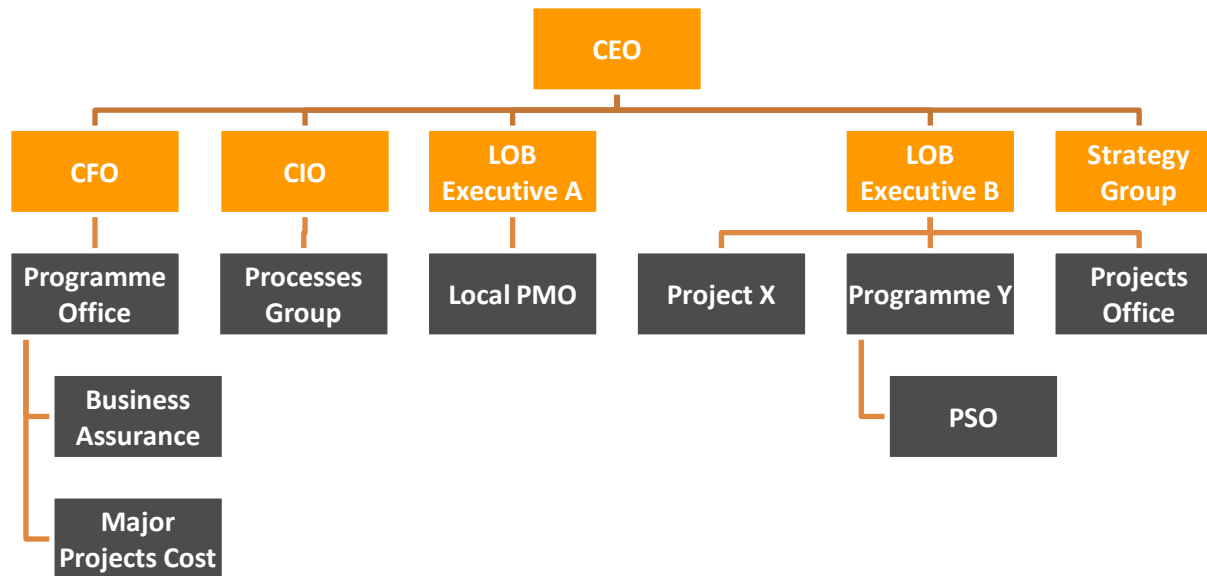 CEO
CFO
CIO
LOB
Executive A
LOB
Executive B
Strategy
Group
Programme
Office
Processes
Group
Local PMO
Project X
Programme Y
Projects
Office
Business
Assurance
PSO
Major
Projects Cost